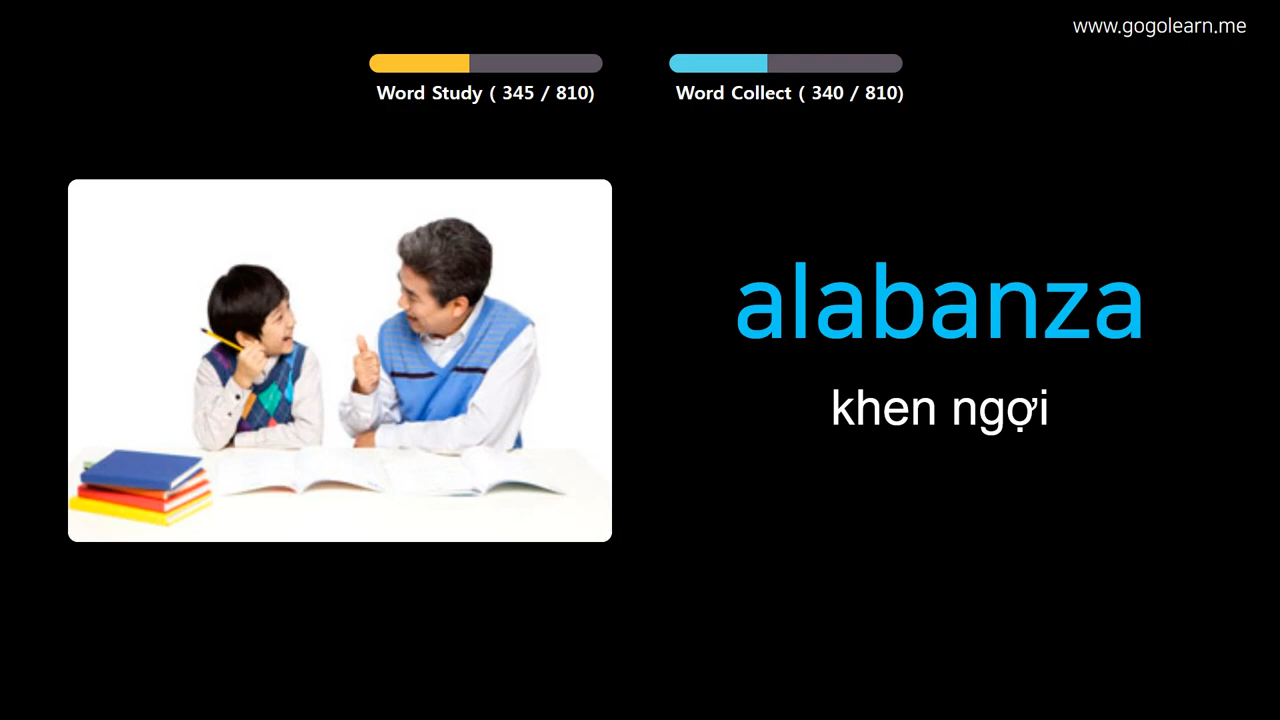 www.gogolearn.me
Word Study ( 345 / 810)
Word Collect ( 340 / 810)
alabanza
khen ngợi